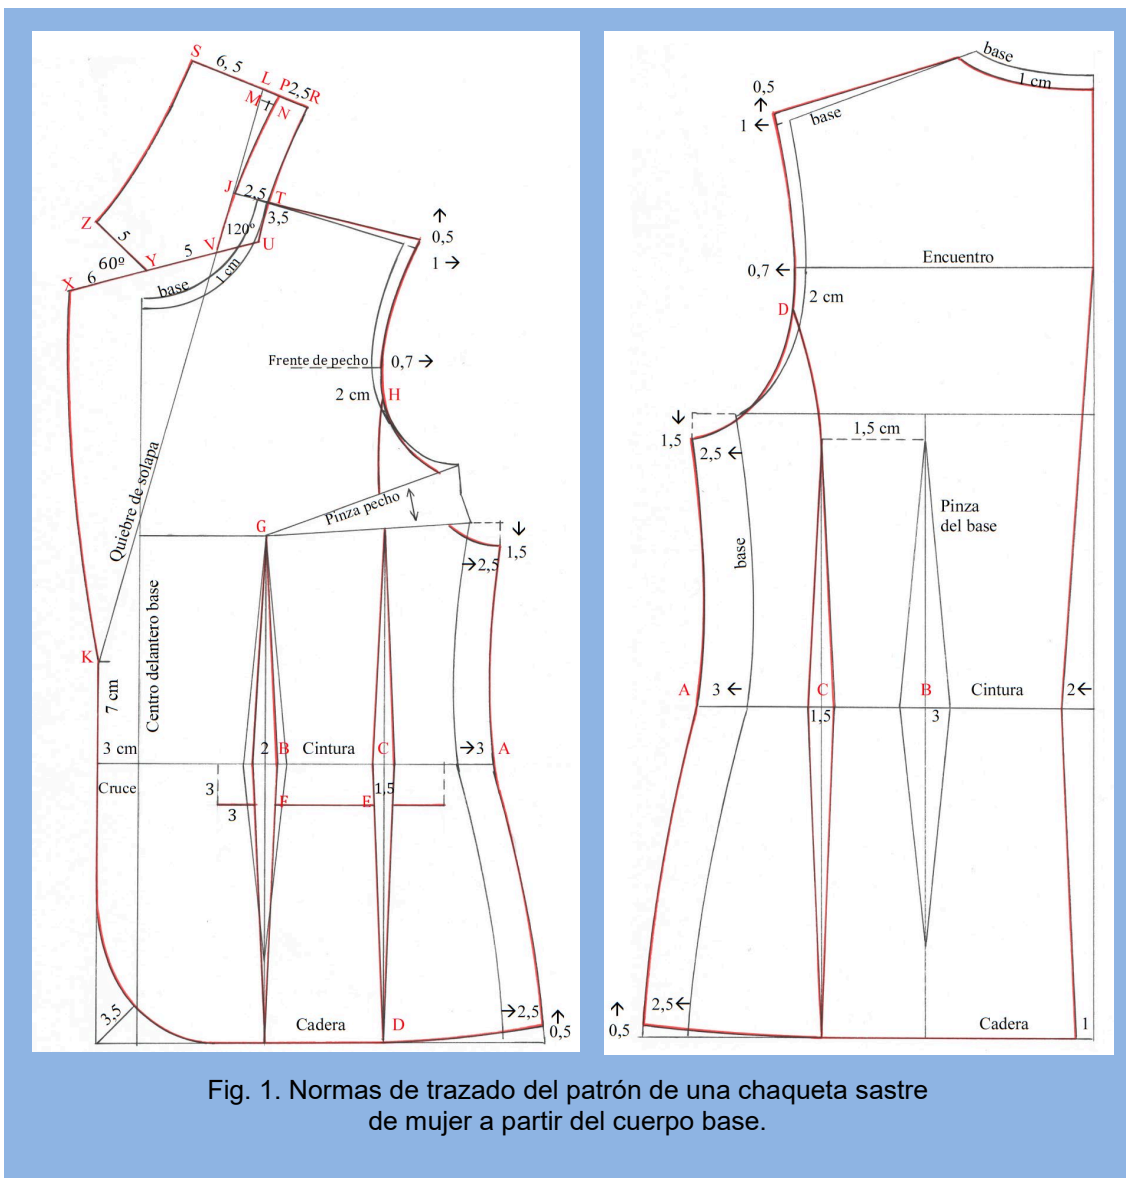 S
6, 5
L
P
2,5
R
M
1
N
J
2,5
T
3,5
Z
120º
U
V
5
5
Y
60º
X
6
base
1 cm
0,5
1
Frente de pecho
0,7
2 cm
H
Quiebre de solapa
Pinza pecho
G
1,5
2,5
Centro delantero base
K
7 cm
3 cm
2
B
Cintura
C
3
A
Cruce
3
3
F
E
1,5
3,5
Cadera
D
2,5
0,5
base
1 cm
0,5
1
base
Encuentro
0,7
2 cm
D
1,5
2,5
1,5 cm
Pinza
del base
base
A
3
C
B
Cintura
2
1,5
3
2,5
0,5
Cadera
1
Fig. 1. Normas de trazado del patrón de una chaqueta sastre
de mujer a partir del cuerpo base.